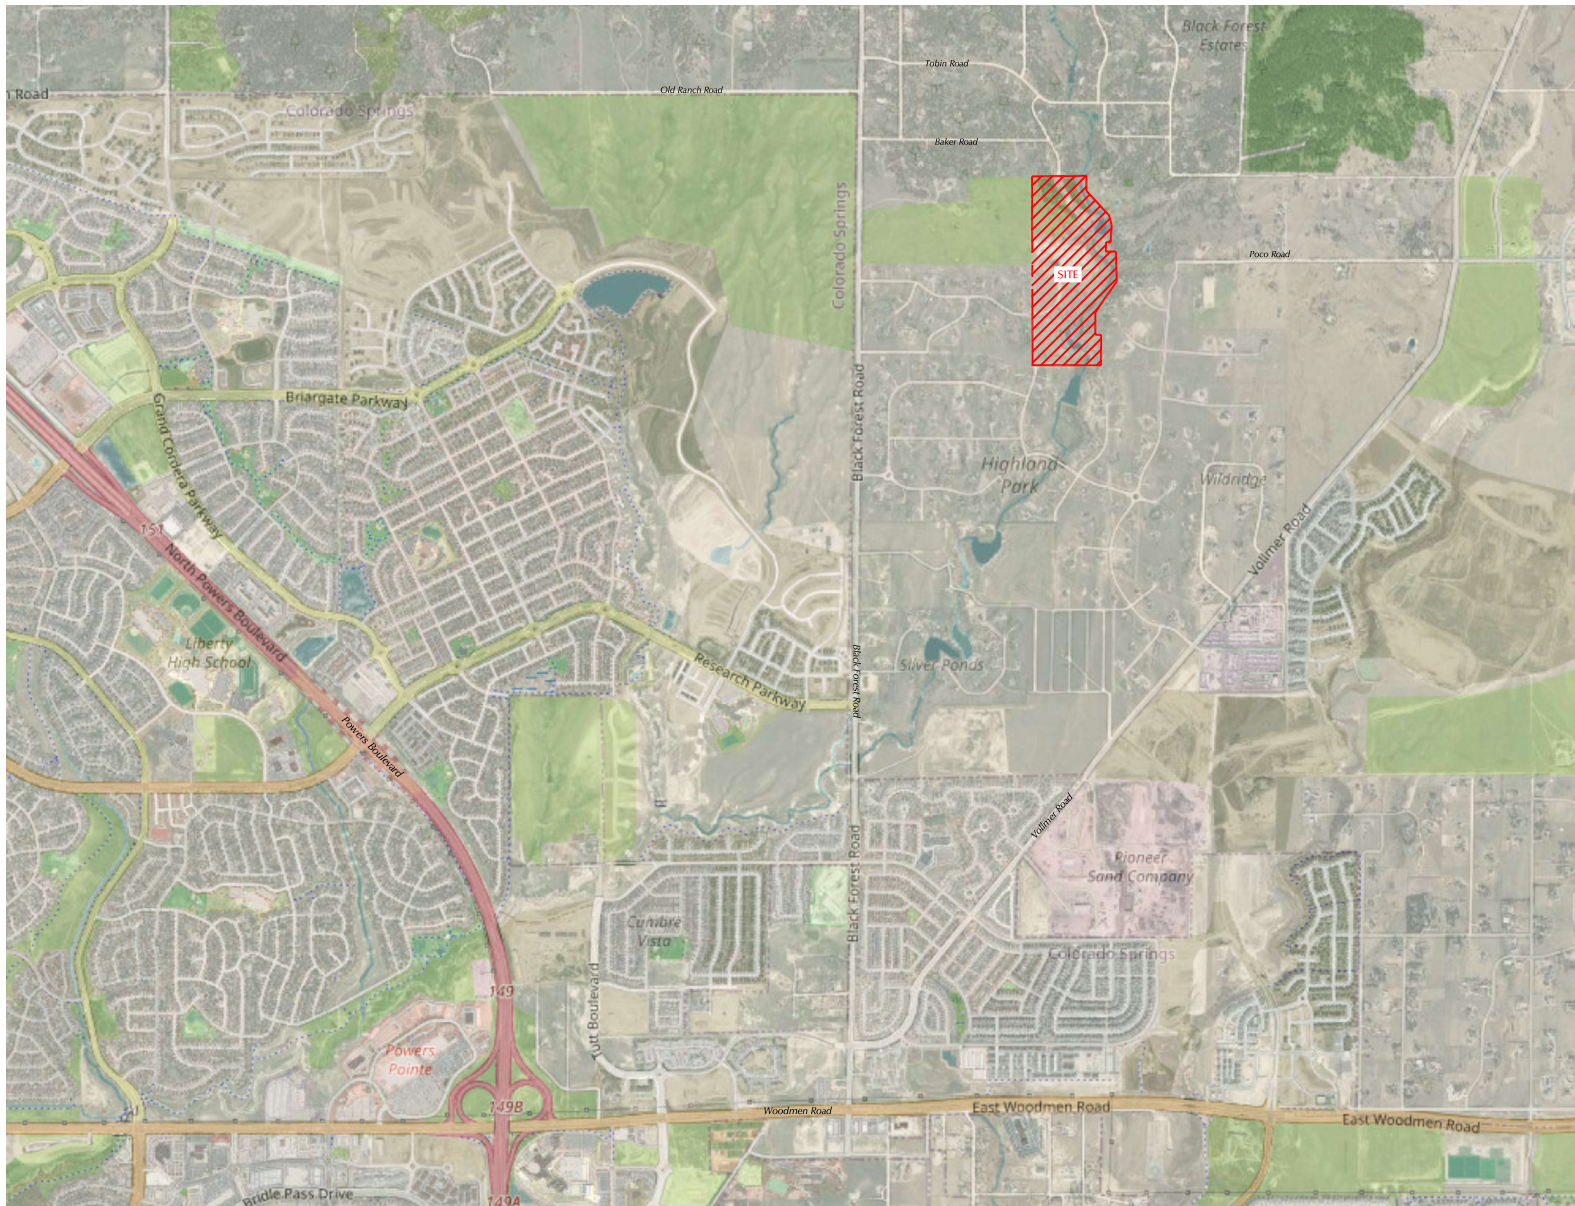 Black Forest
Estates
Tobin Road
Old Ranch Road
Road
Colorado Springs
Baker Road
Colorado Springs
Poco Road
SITE
Black Forest Road
Briargate Parkway
Grand Cordera Parkway
Highland
Park
Wildridge
151
North Powers Boulevard
Vollmer Road
Liberty
High School
Research Parkway
Black Forest Road
Silver Ponds
Powers Boulevard
Vollmer Road
Pioneer
Sand Company
Black Forest Road
Cumbre
Vista
Colorado Springs
149
Tutt Boulevard
Powers
Pointe
149B
Woodmen Road
East Woodmen Road
East Woodmen Road
Bridle Pass Drive
149A